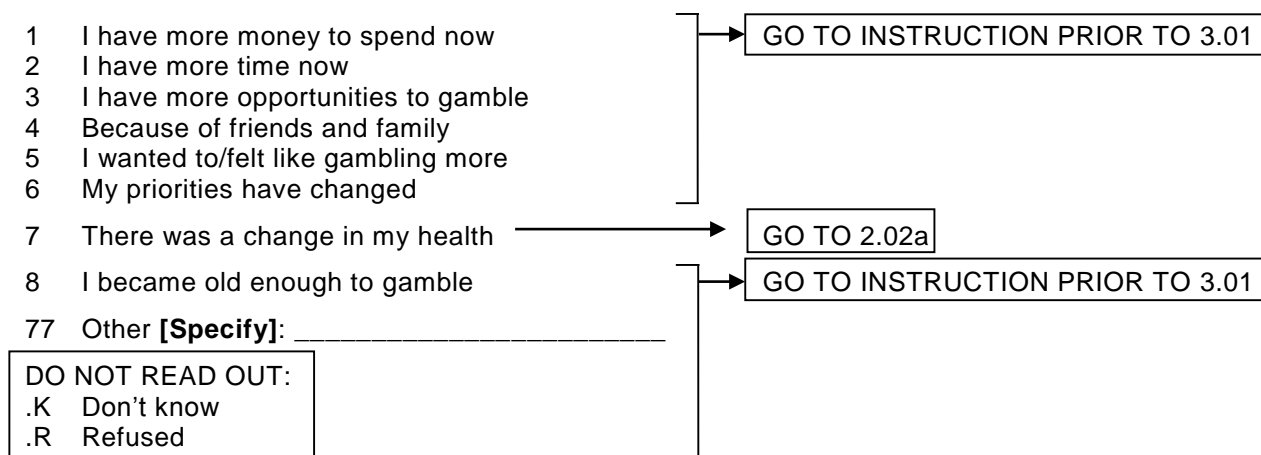 1 I have more money to spend now GO TO INSTRUCTION PRIOR TO 3.01
2 I have more time now
3 I have more opportunities to gamble
4 Because of friends and family
5 I wanted to/felt like gambling more
6 My priorities have changed
7 There was a change in my health GO TO 2.02a
8 I became old enough to gamble GO TO INSTRUCTION PRIOR TO 3.01
77 Other [Specify]: ________________________
DO NOT READ OUT:
.K Don't know
.R Refused